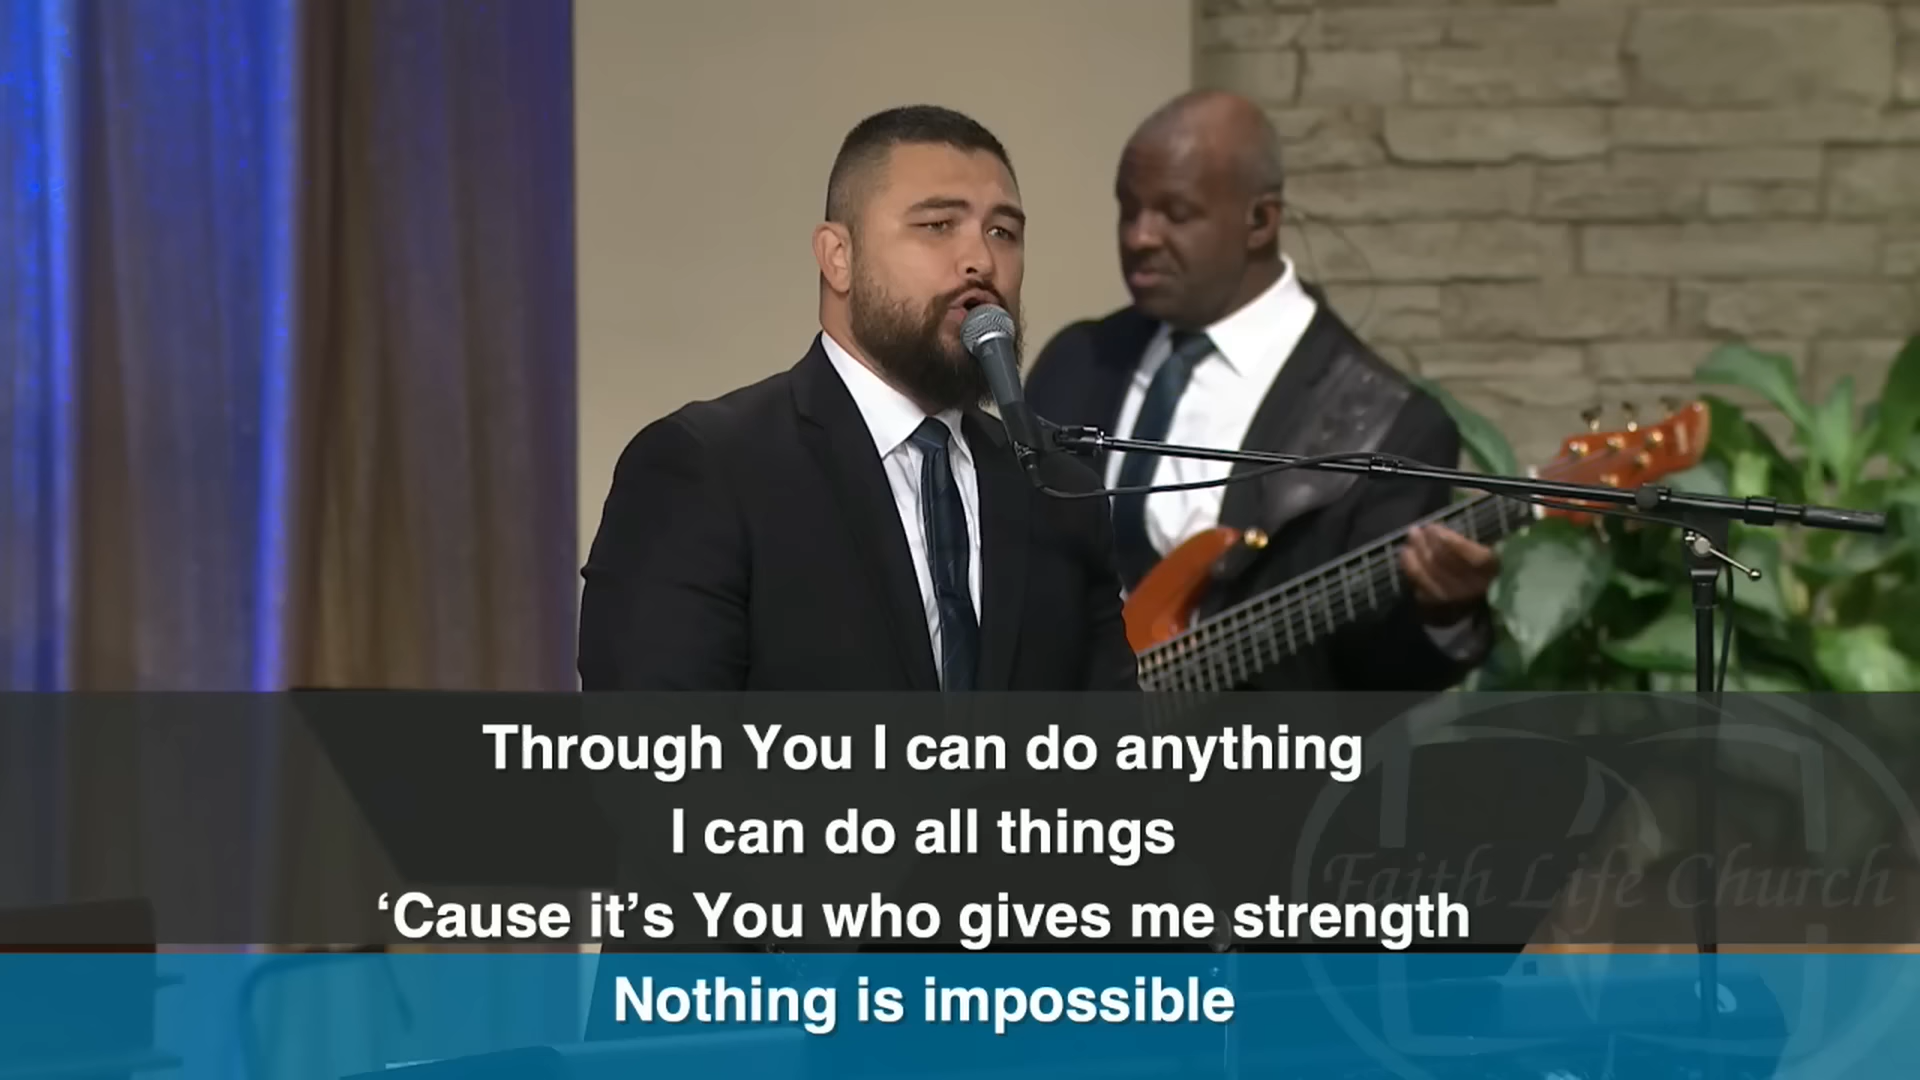 Through You I can do anything
I can do all things
‘Cause it’s You who gives me strength
Faith Life Church
Nothing is impossible